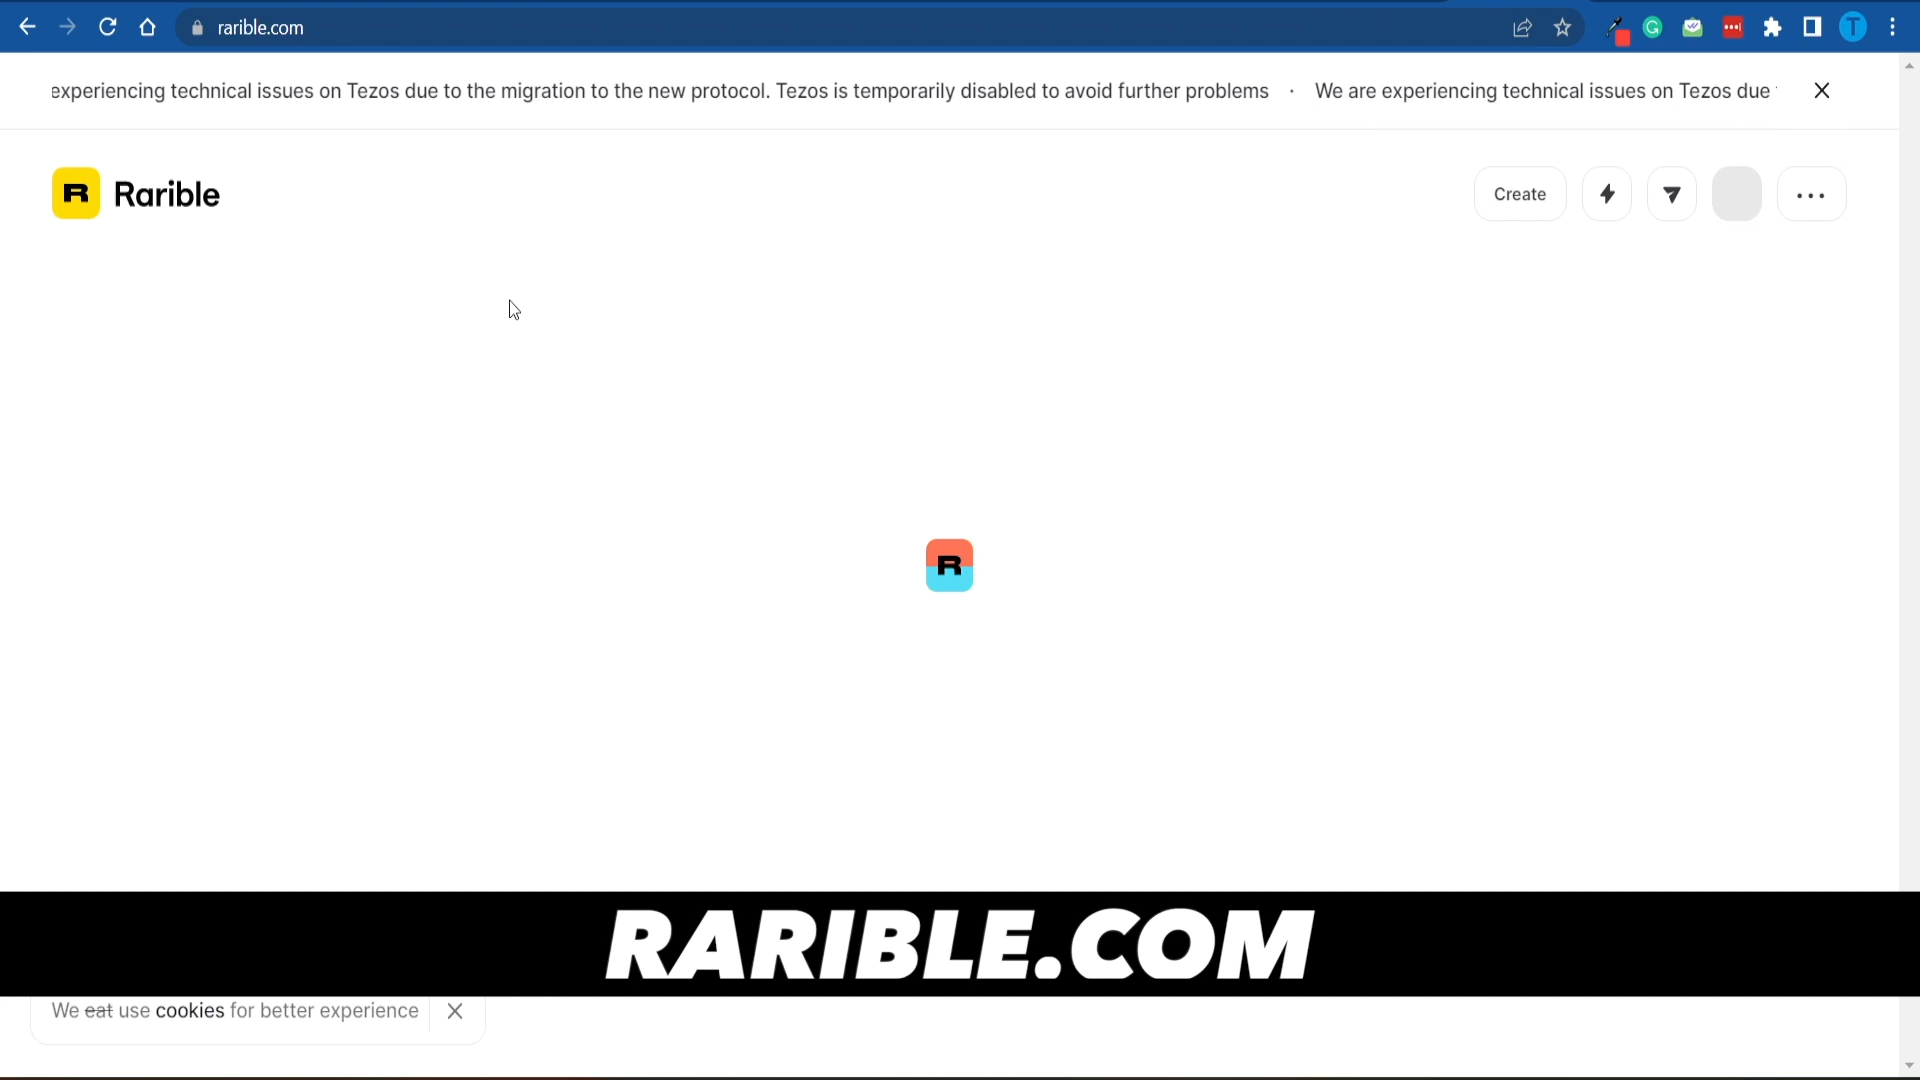 rarible.com
T
experiencing technical issues on Tezos due to the migration to the new protocol. Tezos is temporarily disabled to avoid further problems · We are experiencing technical issues on Tezos due
R Rarible
Create
R
RARIBLE.COM
We eat use cookies for better experience